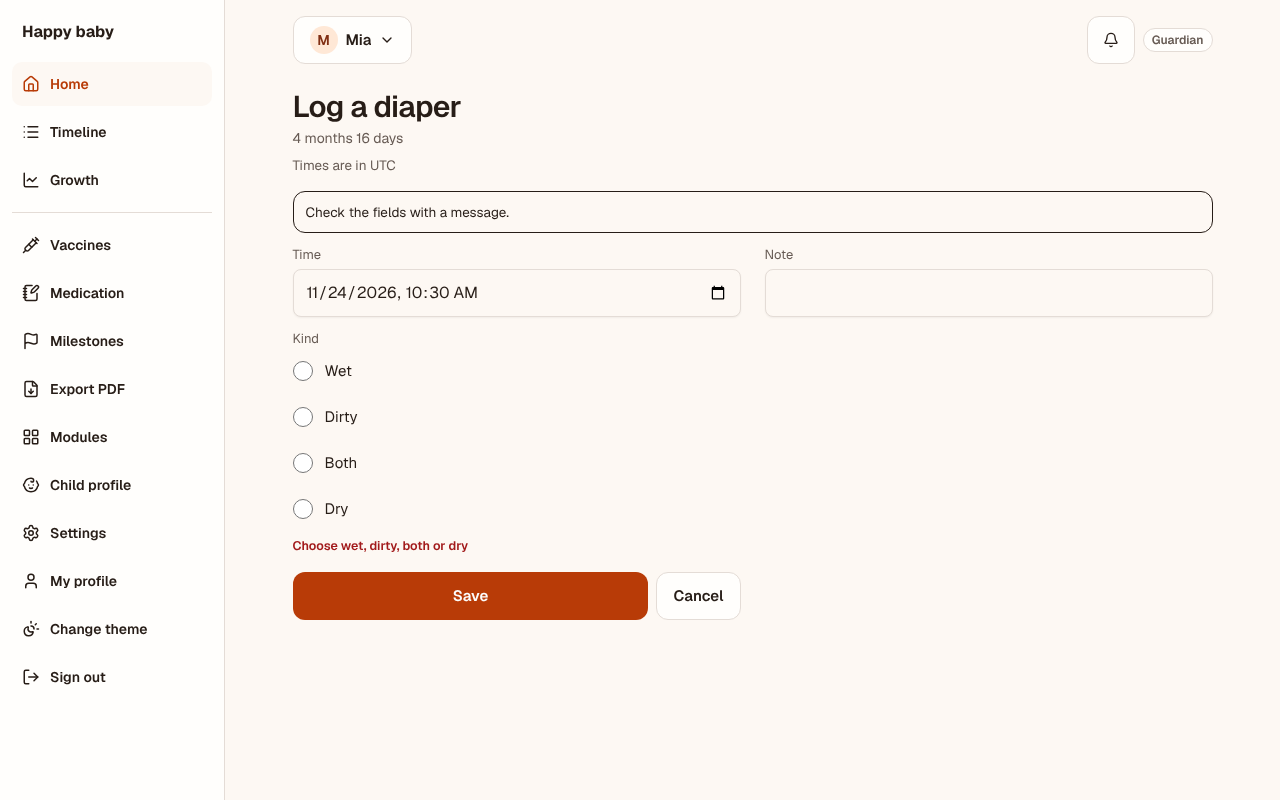 Happy baby
Home
Timeline
Growth
Vaccines
Medication
Milestones
Export PDF
Modules
Child profile
Settings
My profile
Change theme
Sign out
M Mia
Guardian
Log a diaper
4 months 16 days
Times are in UTC
Check the fields with a message.
Time
11/24/2026, 10:30 AM
Note
Kind
Wet
Dirty
Both
Dry
Choose wet, dirty, both or dry
Save
Cancel